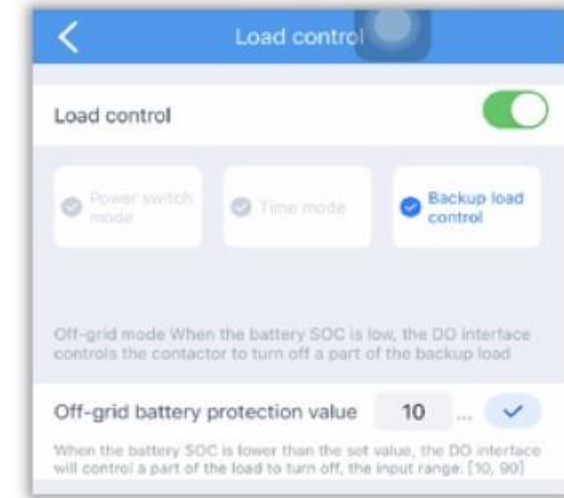 Load control
Load control
Power switch
mode
Time mode
Backup load
control
Off-grid mode When the battery SOC is low, the DO interface
controls the contactor to turn off a part of the backup load
Off-grid battery protection value 10 ...
When the battery SOC is lower than the set value, the DO interface
will control a part of the load to turn off, the input range: [10, 90]